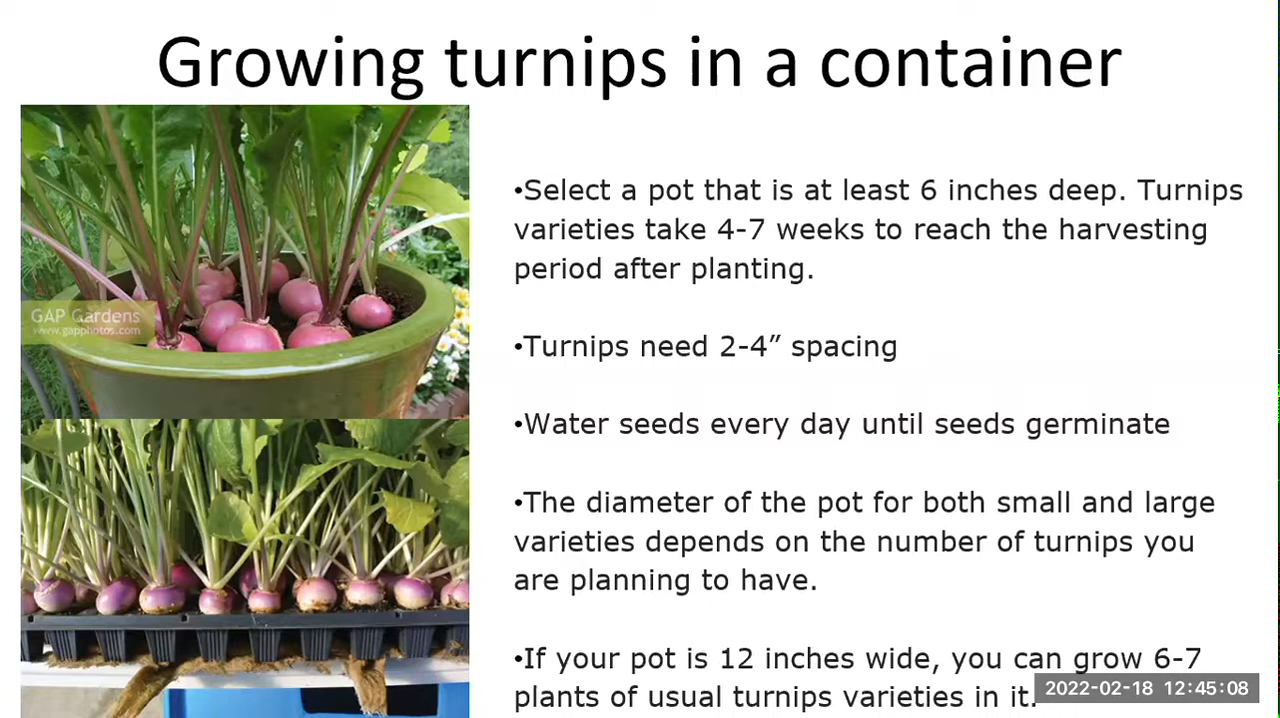 Growing turnips in a container
GAP Gardens
www.gapphotos.com
•Select a pot that is at least 6 inches deep. Turnips
varieties take 4-7 weeks to reach the harvesting
period after planting.
•Turnips need 2-4” spacing
•Water seeds every day until seeds germinate
•The diameter of the pot for both small and large
varieties depends on the number of turnips you
are planning to have.
•If your pot is 12 inches wide, you can grow 6-7
plants of usual turnips varieties in it.
2022-02-18 12:45:08